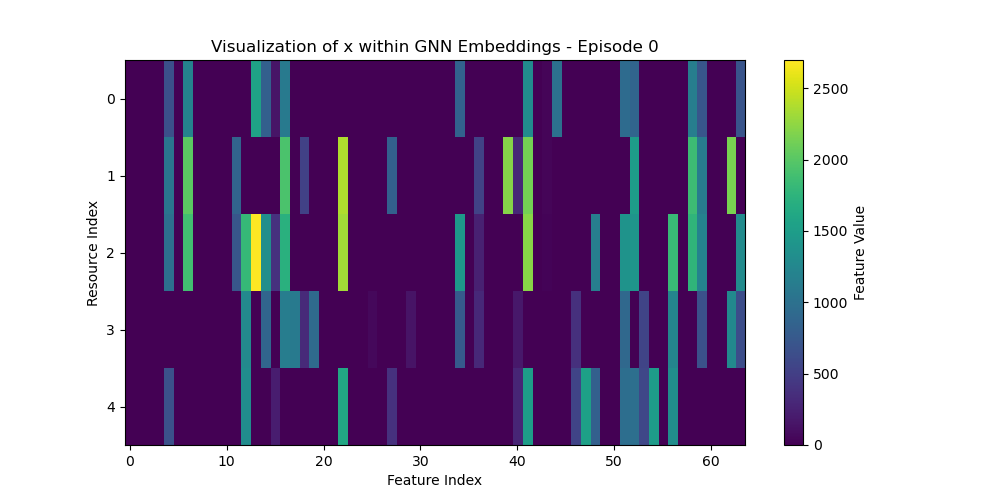 Visualization of x within GNN Embeddings - Episode 0
Resource Index
0
1
2
3
4
0 10 20 30 40 50 60
Feature Index
2500
2000
1500
1000
500
0
Feature Value